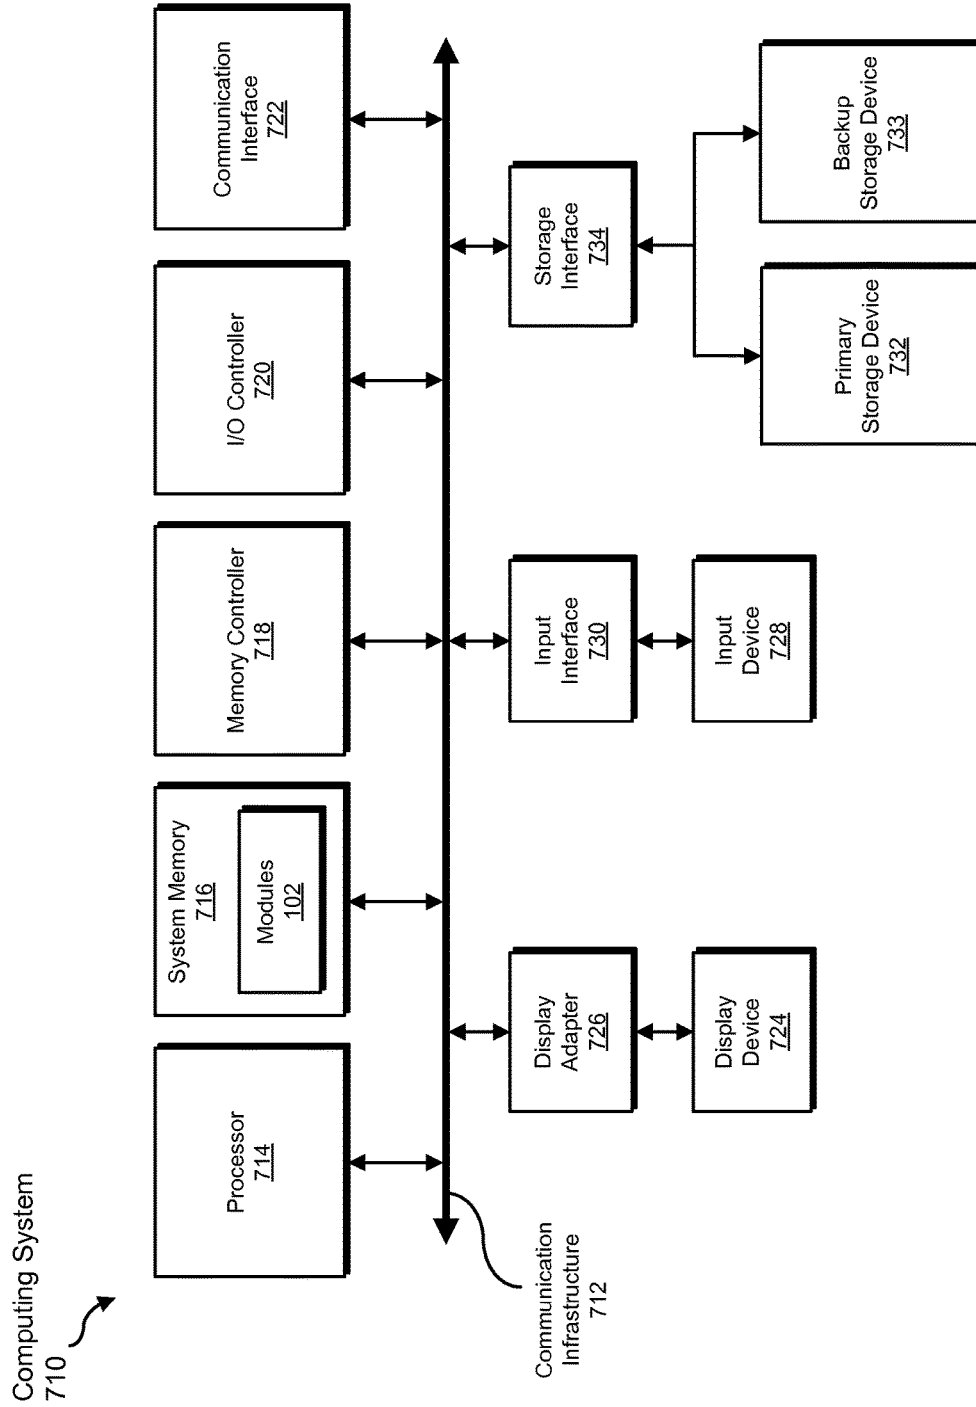 Computing System
710
Processor
714
System Memory
716
Modules
102
Memory Controller
718
I/O Controller
720
Communication
Interface
722
Communication
Infrastructure
712
Display
Adapter
726
Input
Interface
730
Storage
Interface
734
Display
Device
724
Input
Device
728
Primary
Storage Device
732
Backup
Storage Device
733